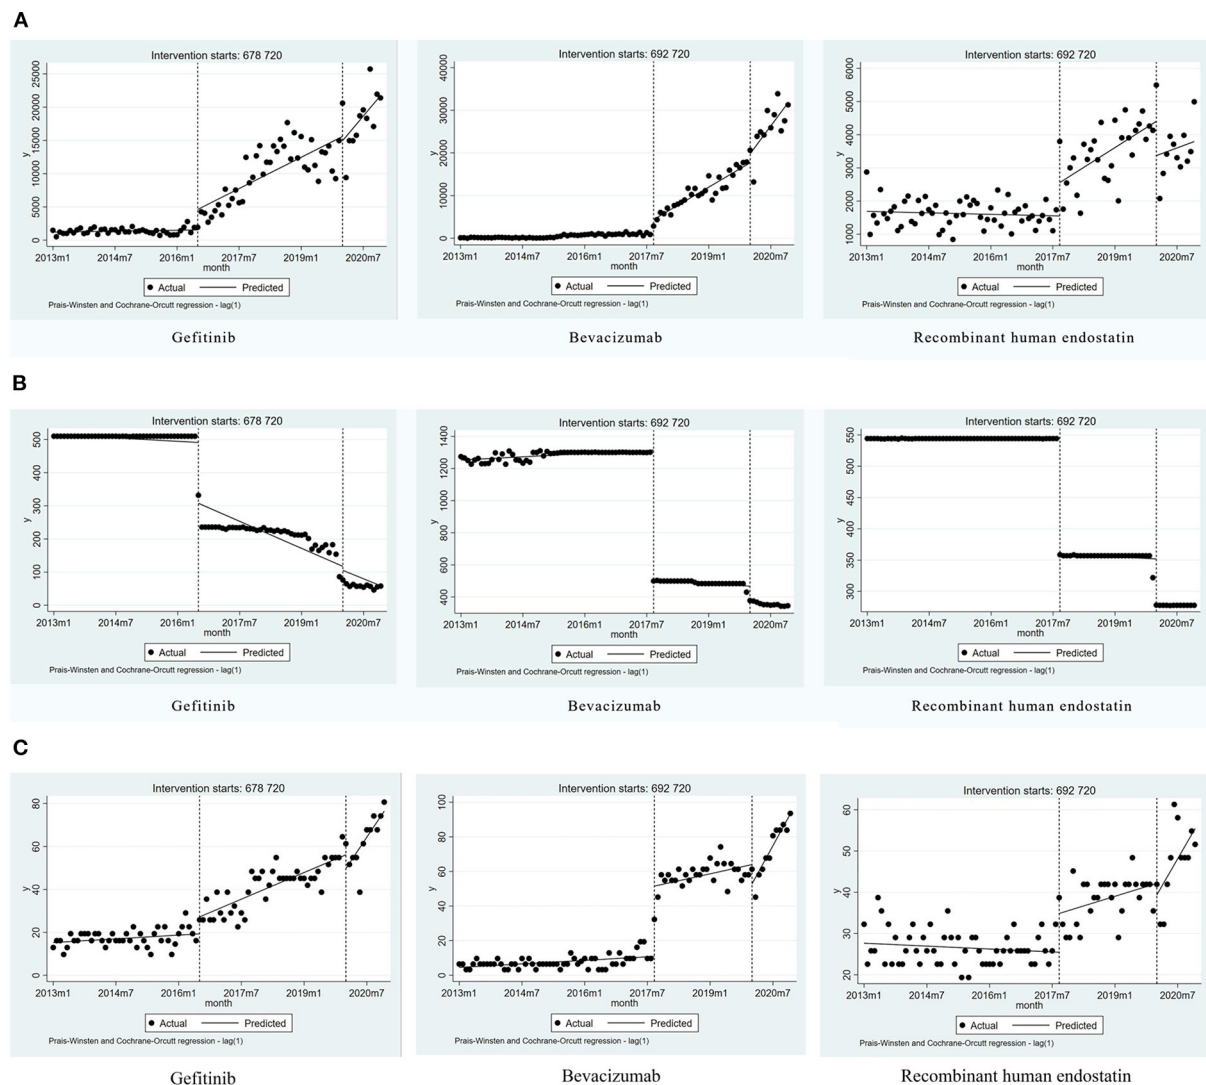 A
Intervention starts: 678 720
25000
20000
15000
10000
5000
0
y
2013m1 2014m7 2016m1 2017m7 2019m1 2020m7
month
Actual Predicted
Prais-Winsten and Cochrane-Orcutt regression - lag(1)
Gefitinib
Intervention starts: 692 720
40000
30000
20000
10000
0
y
2013m1 2014m7 2016m1 2017m7 2019m1 2020m7
month
Actual Predicted
Prais-Winsten and Cochrane-Orcutt regression - lag(1)
Bevacizumab
Intervention starts: 692 720
6000
5000
4000
3000
2000
1000
y
2013m1 2014m7 2016m1 2017m7 2019m1 2020m7
month
Actual Predicted
Prais-Winsten and Cochrane-Orcutt regression - lag(1)
Recombinant human endostatin
B
Intervention starts: 678 720
500
400
300
200
100
0
y
2013m1 2014m7 2016m1 2017m7 2019m1 2020m7
month
Actual Predicted
Prais-Winsten and Cochrane-Orcutt regression - lag(1)
Gefitinib
Intervention starts: 692 720
1400
1200
1000
800
600
400
y
2013m1 2014m7 2016m1 2017m7 2019m1 2020m7
month
Actual Predicted
Prais-Winsten and Cochrane-Orcutt regression - lag(1)
Bevacizumab
Intervention starts: 692 720
550
500
450
400
350
300
y
2013m1 2014m7 2016m1 2017m7 2019m1 2020m7
month
Actual Predicted
Prais-Winsten and Cochrane-Orcutt regression - lag(1)
Recombinant human endostatin
C
Intervention starts: 678 720
80
60
40
20
0
y
2013m1 2014m7 2016m1 2017m7 2019m1 2020m7
month
Actual Predicted
Prais-Winsten and Cochrane-Orcutt regression - lag(1)
Gefitinib
Intervention starts: 692 720
100
80
60
40
20
0
y
2013m1 2014m7 2016m1 2017m7 2019m1 2020m7
month
Actual Predicted
Prais-Winsten and Cochrane-Orcutt regression - lag(1)
Bevacizumab
Intervention starts: 692 720
60
50
40
30
20
y
2013m1 2014m7 2016m1 2017m7 2019m1 2020m7
month
Actual Predicted
Prais-Winsten and Cochrane-Orcutt regression - lag(1)
Recombinant human endostatin